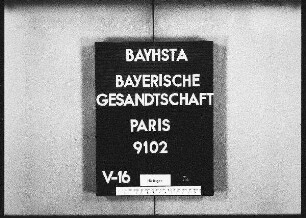 BAYHSTA
BAYERISCHE
GESANDTSCHAFT
PARIS
9102
V-16